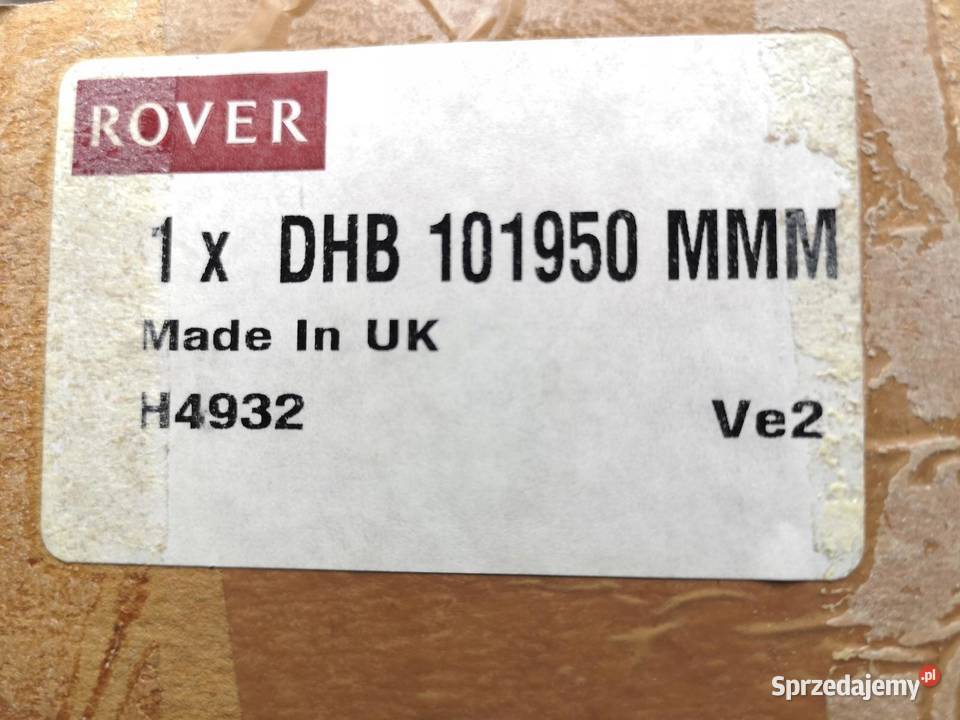 ROVER
1 x DHB 101950 MMM
Made In UK
H4932 Ve2
Sprzedajemy.pl